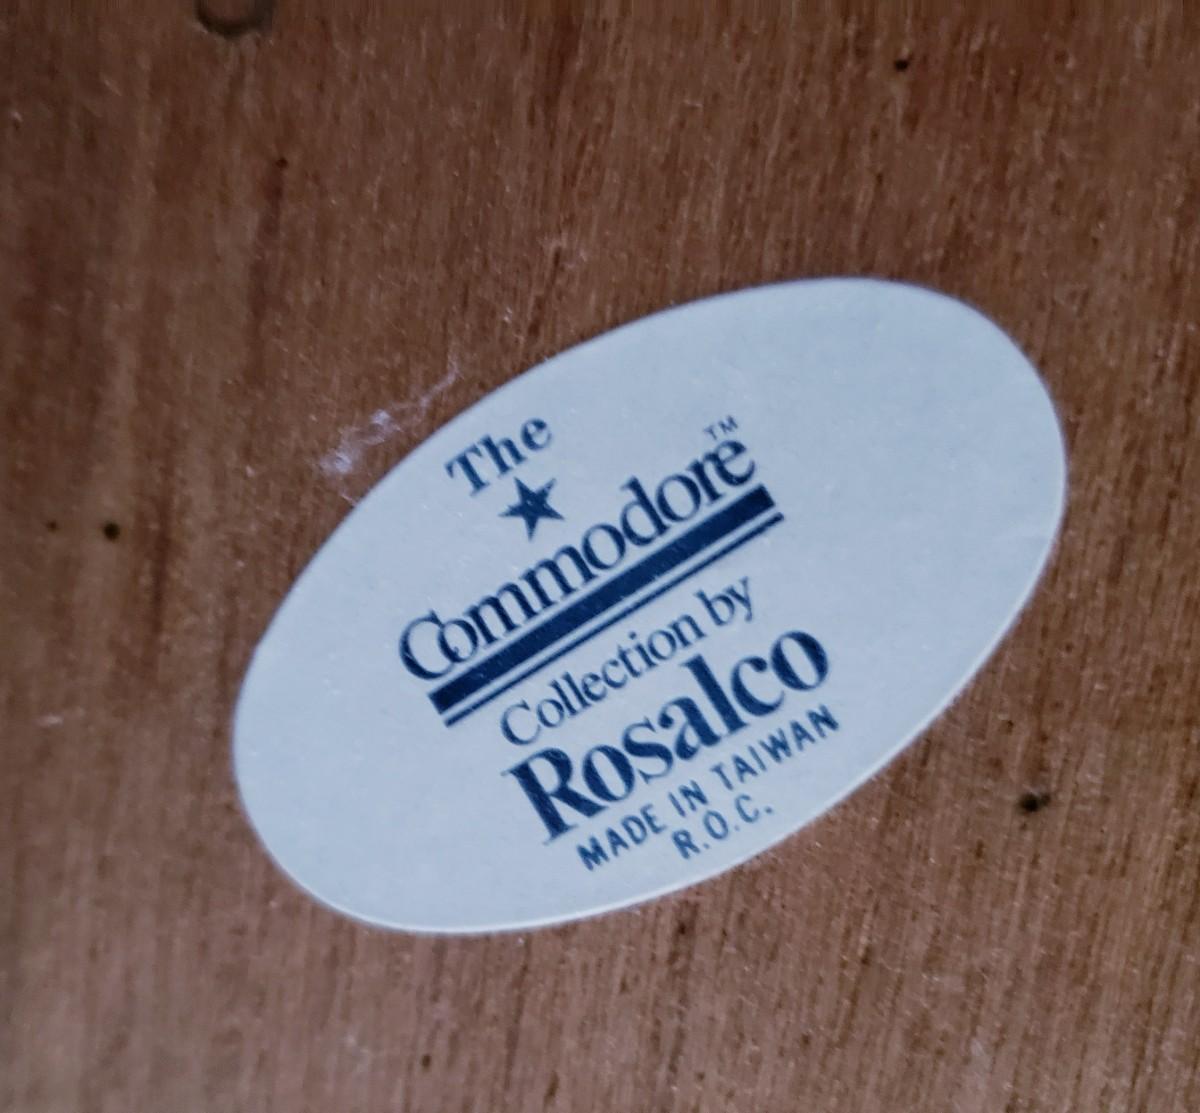 The
Commodore™
Collection by
Rosalco
MADE IN TAIWAN
R.O.C.